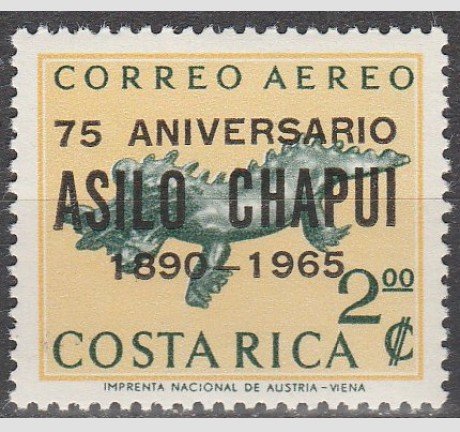 CORREO AEREO
75 ANIVERSARIO
ASILO CHAPUI
1890-1965
2.00
COSTA RICA ₡
IMPRENTA NACIONAL DE AUSTRIA-VIENA